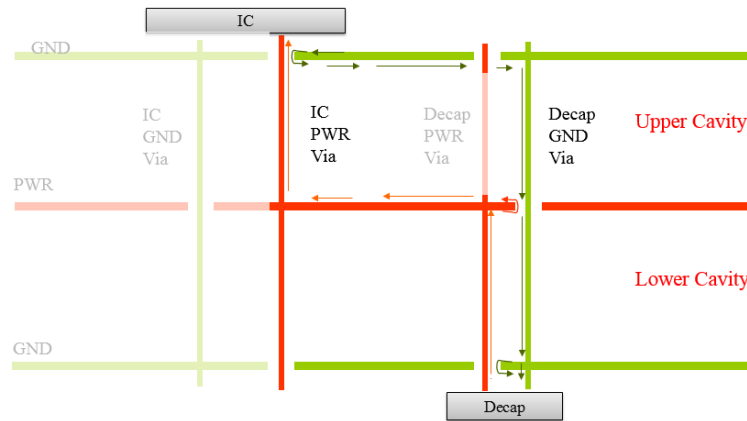 IC
GND
IC
GND
Via
IC
PWR
Via
Decap
PWR
Via
Decap
GND
Via
Upper Cavity
PWR
Lower Cavity
GND
Decap